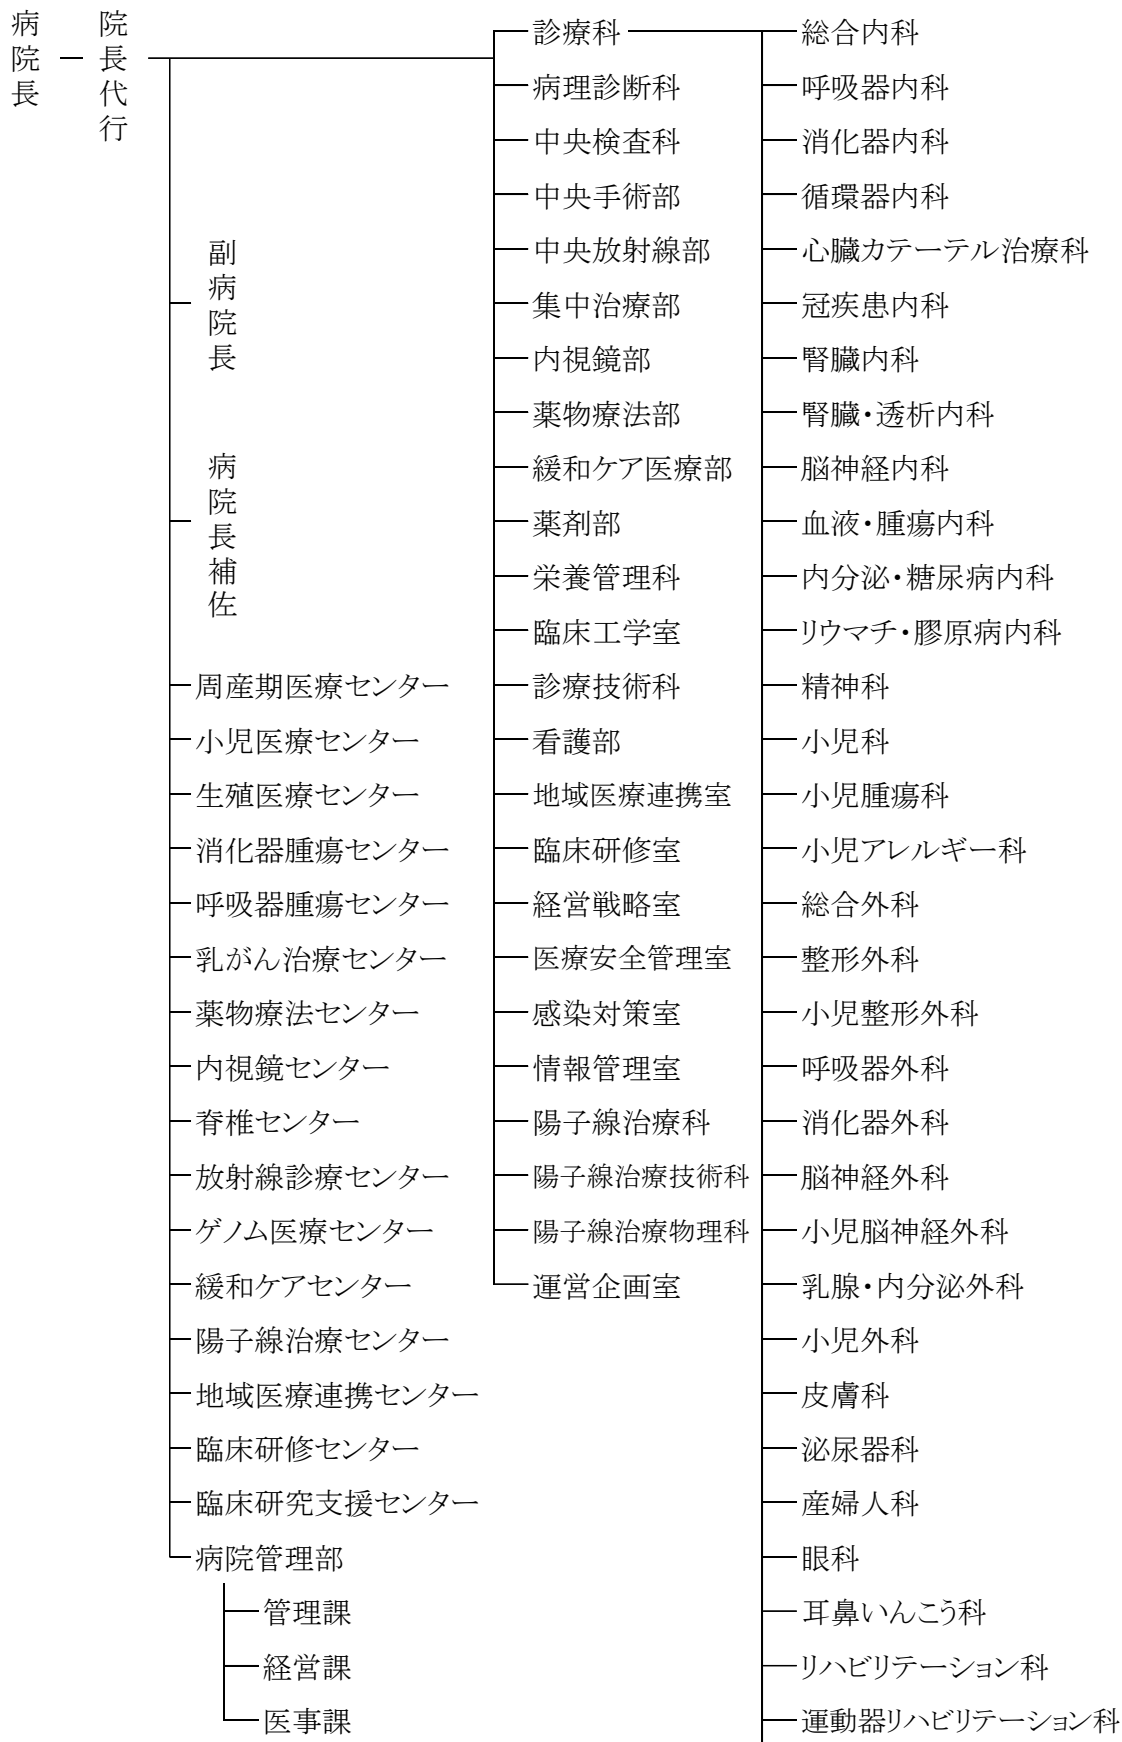 病院長
院長代行
副病院長
病院長補佐
周産期医療センター
小児医療センター
生殖医療センター
消化器腫瘍センター
呼吸器腫瘍センター
乳がん治療センター
薬物療法センター
内視鏡センター
脊椎センター
放射線診療センター
ゲノム医療センター
緩和ケアセンター
陽子線治療センター
地域医療連携センター
臨床研修センター
臨床研究支援センター
病院管理部
管理課
経営課
医事課
診療科
病理診断科
中央検査科
中央手術部
中央放射線部
集中治療部
内視鏡部
薬物療法部
緩和ケア医療部
薬剤部
栄養管理科
臨床工学室
診療技術科
看護部
地域医療連携室
臨床研修室
経営戦略室
医療安全管理室
感染対策室
情報管理室
陽子線治療科
陽子線治療技術科
陽子線治療物理科
運営企画室
総合内科
呼吸器内科
消化器内科
循環器内科
心臓カテーテル治療科
冠疾患内科
腎臓内科
腎臓・透析内科
脳神経内科
血液・腫瘍内科
内分泌・糖尿病内科
リウマチ・膠原病内科
精神科
小児科
小児腫瘍科
小児アレルギー科
総合外科
整形外科
小児整形外科
呼吸器外科
消化器外科
脳神経外科
小児脳神経外科
乳腺・内分泌外科
小児外科
皮膚科
泌尿器科
産婦人科
眼科
耳鼻いんこう科
リハビリテーション科
運動器リハビリテーション科